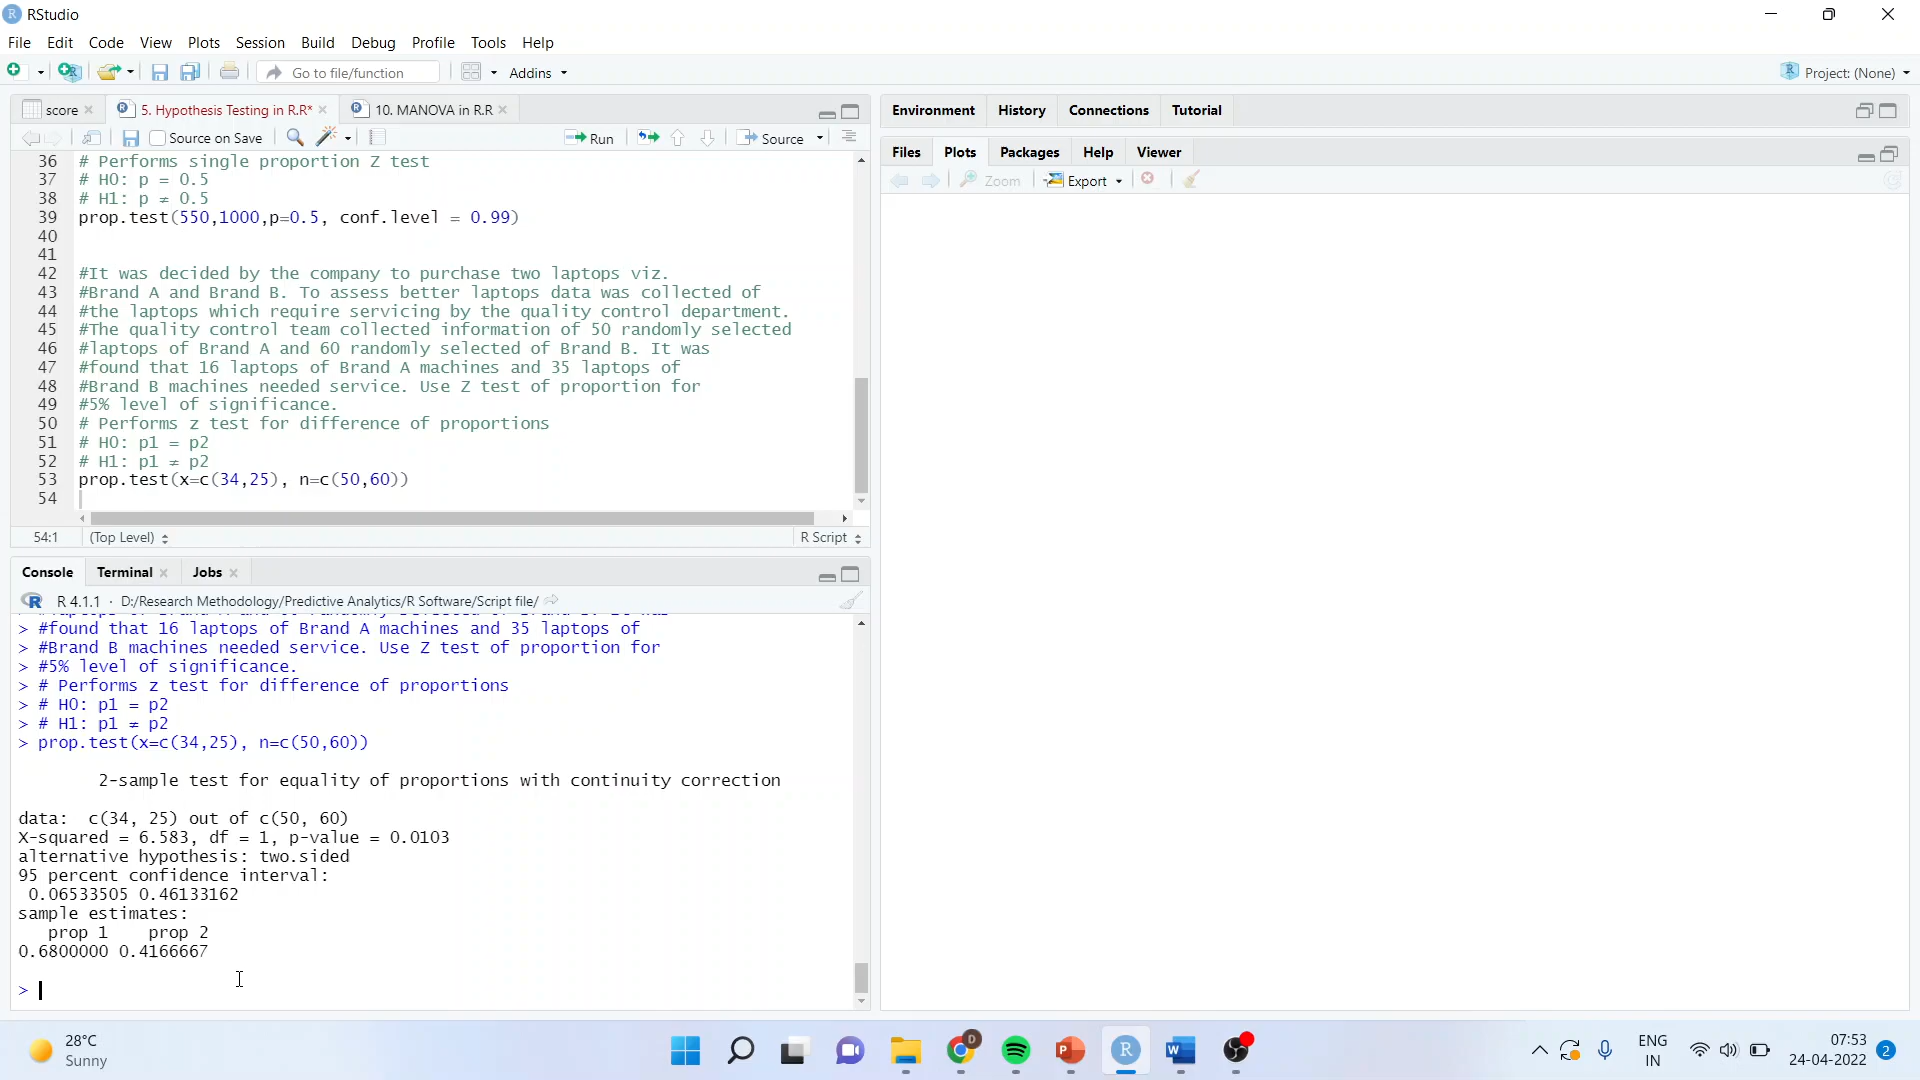 RStudio
File Edit Code View Plots Session Build Debug Profile Tools Help
Go to file/function Addins Project: (None)
score 5. Hypothesis Testing in R.R* 10. MANOVA in R.R
Source on Save Run Source
36 # Performs single proportion Z test
37 # H0: p = 0.5
38 # H1: p ≠ 0.5
39 prop.test(550,1000,p=0.5, conf.level = 0.99)
40
41
42 #It was decided by the company to purchase two laptops viz.
43 #Brand A and Brand B. To assess better laptops data was collected of
44 #the laptops which require servicing by the quality control department.
45 #The quality control team collected information of 50 randomly selected
46 #laptops of Brand A and 60 randomly selected of Brand B. It was
47 #found that 16 laptops of Brand A machines and 35 laptops of
48 #Brand B machines needed service. Use Z test of proportion for
49 #5% level of significance.
50 # Performs z test for difference of proportions
51 # H0: p1 = p2
52 # H1: p1 ≠ p2
53 prop.test(x=c(34,25), n=c(50,60))
54
54:1 (Top Level) R Script
Console Terminal Jobs
R 4.1.1 · D:/Research Methodology/Predictive Analytics/R Software/Script file/
> #found that 16 laptops of Brand A machines and 35 laptops of
> #Brand B machines needed service. Use Z test of proportion for
> #5% level of significance.
> # Performs z test for difference of proportions
> # H0: p1 = p2
> # H1: p1 ≠ p2
> prop.test(x=c(34,25), n=c(50,60))
2-sample test for equality of proportions with continuity correction
data: c(34, 25) out of c(50, 60)
X-squared = 6.583, df = 1, p-value = 0.0103
alternative hypothesis: two.sided
95 percent confidence interval:
0.06533505 0.46133162
sample estimates:
prop 1 prop 2
0.6800000 0.4166667
>
Environment History Connections Tutorial
Files Plots Packages Help Viewer
Zoom Export
28°C
Sunny
ENG
IN
07:53
24-04-2022
2